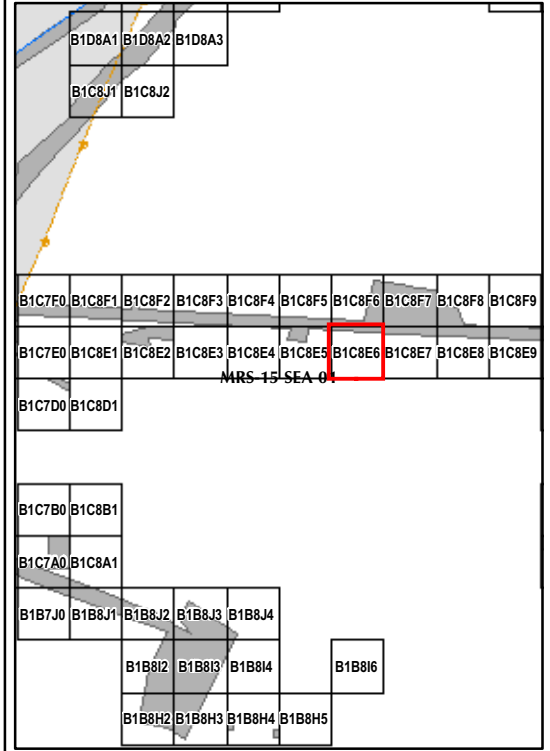 B1D8A1 B1D8A2 B1D8A3
B1C8J1 B1C8J2
B1C7F0 B1C8F1 B1C8F2 B1C8F3 B1C8F4 B1C8F5 B1C8F6 B1C8F7 B1C8F8 B1C8F9
B1C7E0 B1C8E1 B1C8E2 B1C8E3 B1C8E4 B1C8E5 B1C8E6 B1C8E7 B1C8E8 B1C8E9
MRS-15 SEA 04
B1C7D0 B1C8D1
B1C7B0 B1C8B1
B1C7A0 B1C8A1
B1B7J0 B1B8J1 B1B8J2 B1B8J3 B1B8J4
B1B8I2 B1B8I3 B1B8I4 B1B8I6
B1B8H2 B1B8H3 B1B8H4 B1B8H5